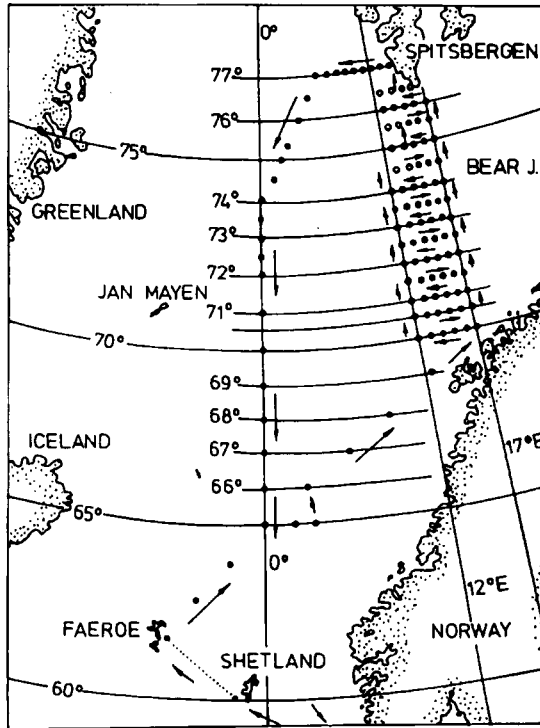 0°
SPITSBERGEN
77°
76°
75°
BEAR J.
74°
GREENLAND
73°
72°
JAN MAYEN
71°
70°
69°
68°
ICELAND
67°
17°E
66°
65°
0°
12°E
FAEROE
NORWAY
SHETLAND
60°